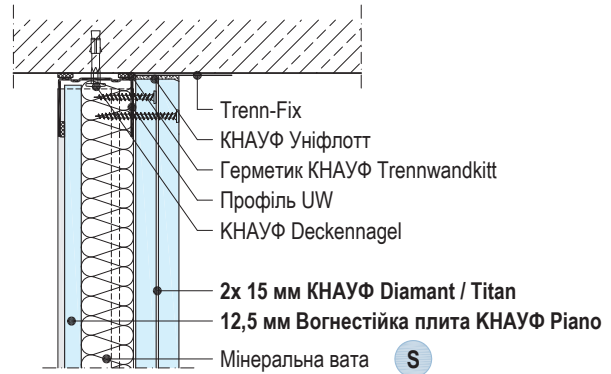 Trenn-Fix
КНАУФ Уніфлотт
Герметик КНАУФ Trennwandkitt
Профіль UW
КНАУФ Deckennagel
2x 15 мм КНАУФ Diamant / Titan
12,5 мм Вогнестійка плита КНАУФ Piano
Мінеральна вата S